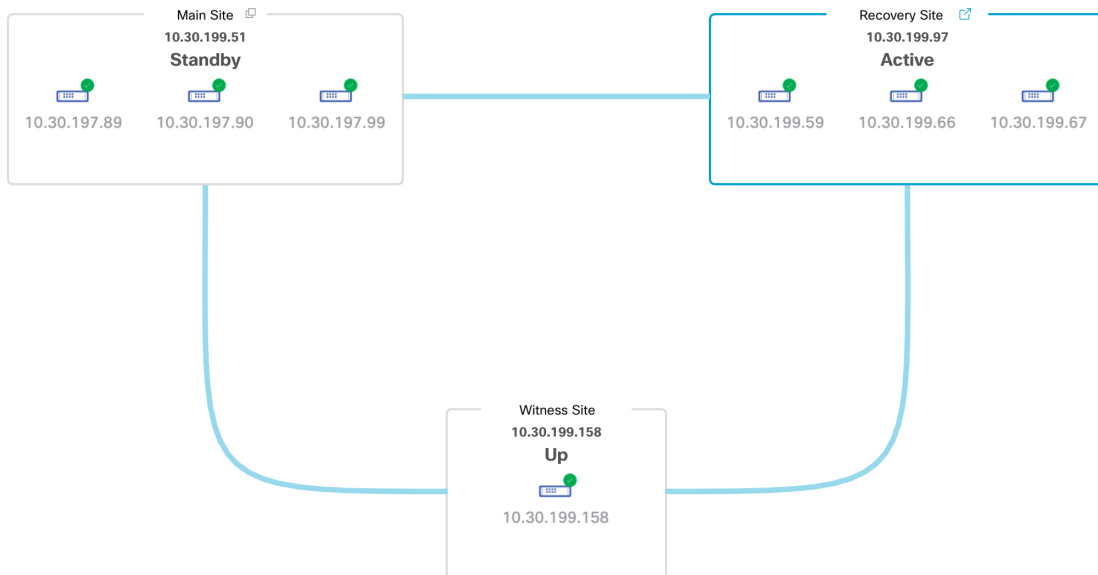 Main Site
10.30.199.51
Standby
10.30.197.89
10.30.197.90
10.30.197.99
Recovery Site
10.30.199.97
Active
10.30.199.59
10.30.199.66
10.30.199.67
Witness Site
10.30.199.158
Up
10.30.199.158